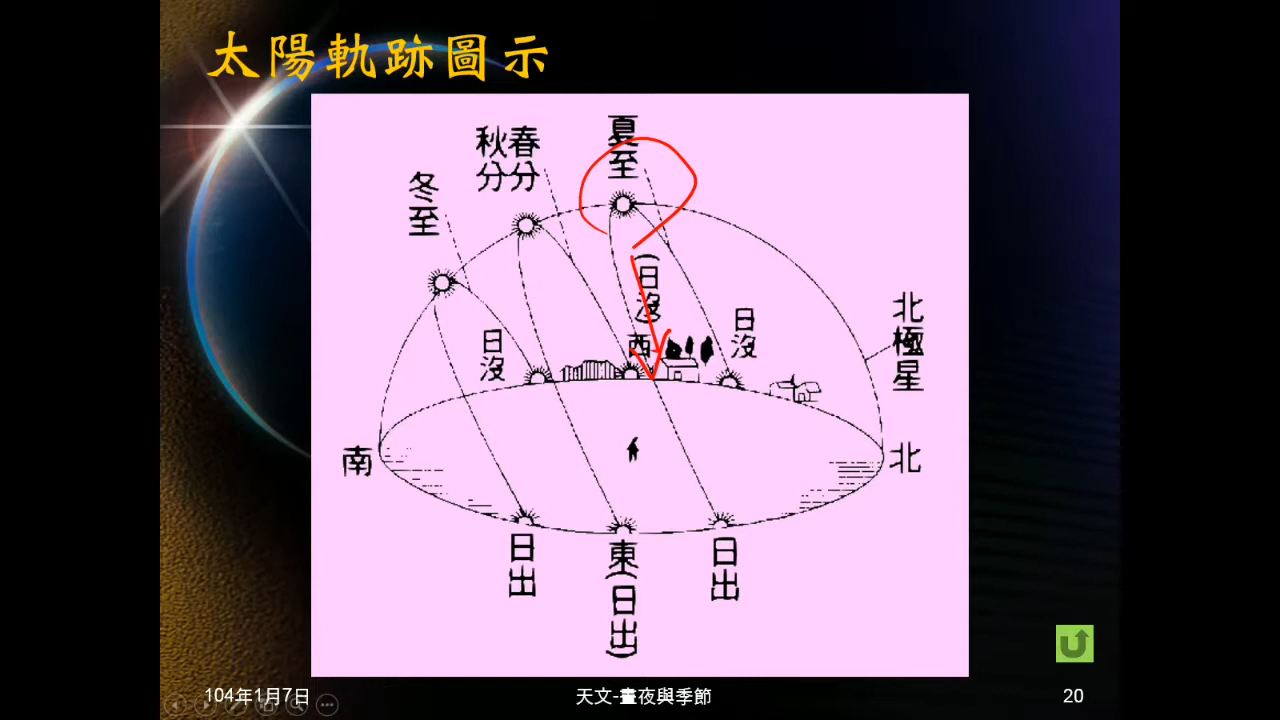 太陽軌跡圖示
夏至
秋分
春分
冬至
(日沒)
西
日沒
日沒
北極星
南
北
日出
東(日出)
日出
104年1月7日
天文-晝夜與季節
20